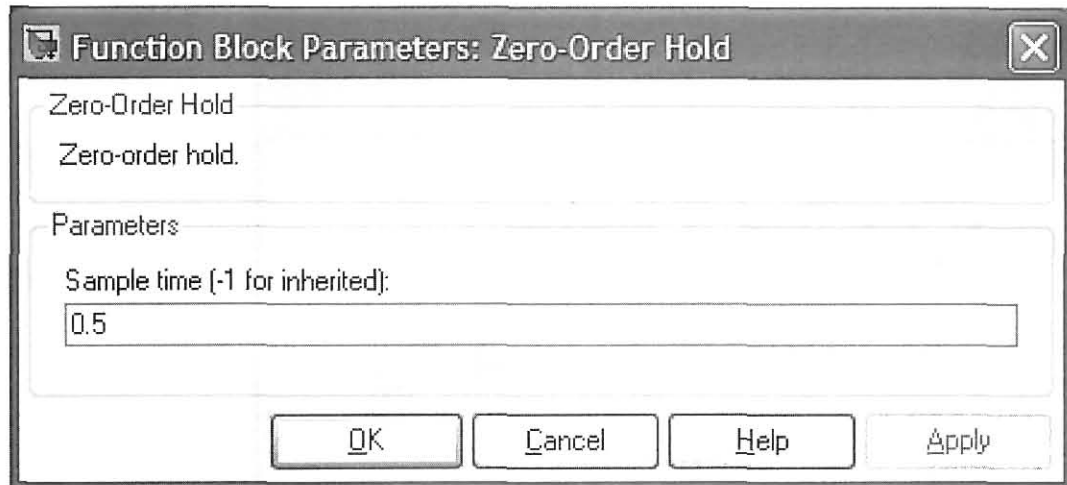 Function Block Parameters: Zero-Order Hold
Zero-Order Hold
Zero-order hold.
Parameters
Sample time (-1 for inherited):
0.5
OK Cancel Help Apply